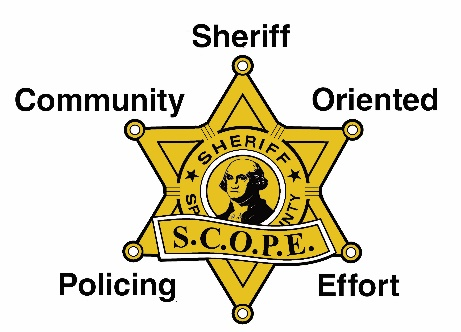 Sheriff
Community Oriented
SHERIFF
S.C.O.P.E.
Policing Effort